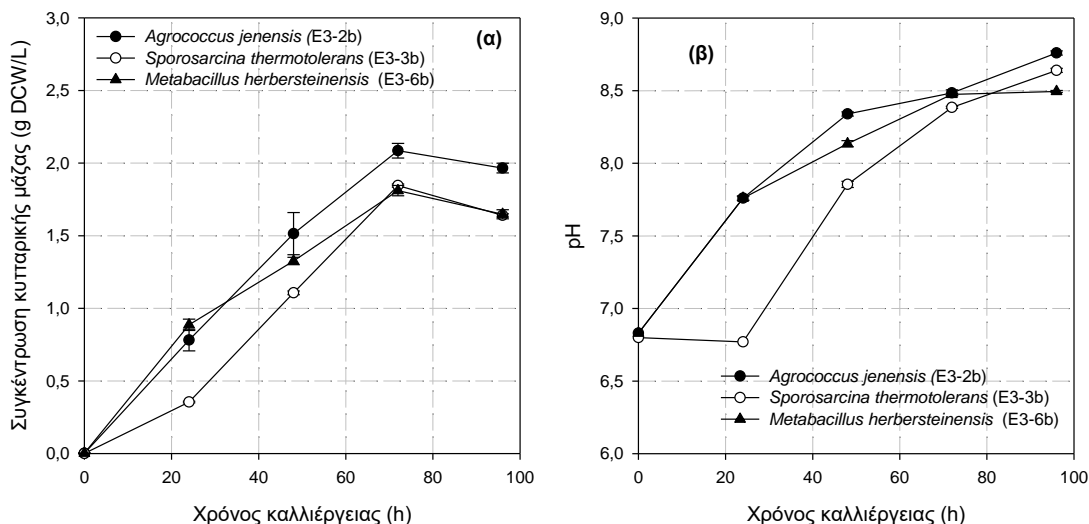 Συγκέντρωση κυτταρικής μάζας (g DCW/L)
3,0
2,5
2,0
1,5
1,0
0,5
0,0
Agrococcus jenensis (E3-2b)
Sporosarcina thermotolerans (E3-3b)
Metabacillus herbersteinensis (E3-6b)
(α)
0 20 40 60 80 100
Χρόνος καλλιέργειας (h)
pH
9,0
8,5
8,0
7,5
7,0
6,5
6,0
(β)
Agrococcus jenensis (E3-2b)
Sporosarcina thermotolerans (E3-3b)
Metabacillus herbersteinensis (E3-6b)
0 20 40 60 80 100
Χρόνος καλλιέργειας (h)